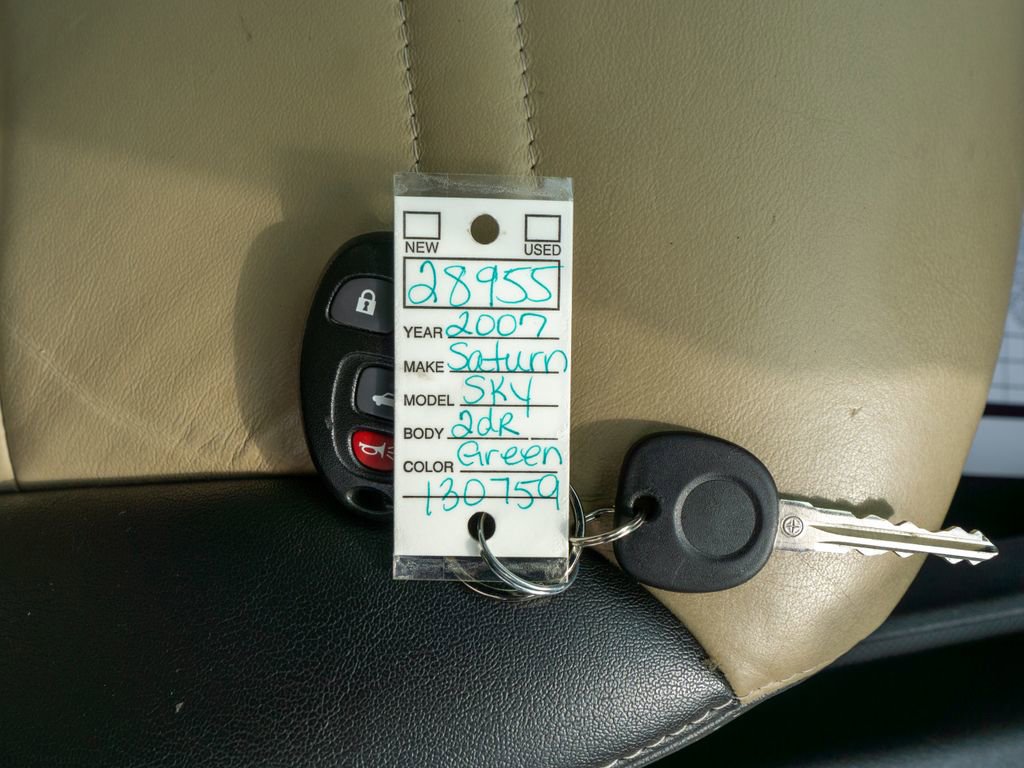 NEW USED
28955
YEAR 2007
MAKE Saturn
MODEL SKY
BODY 2dR
COLOR Green
130759